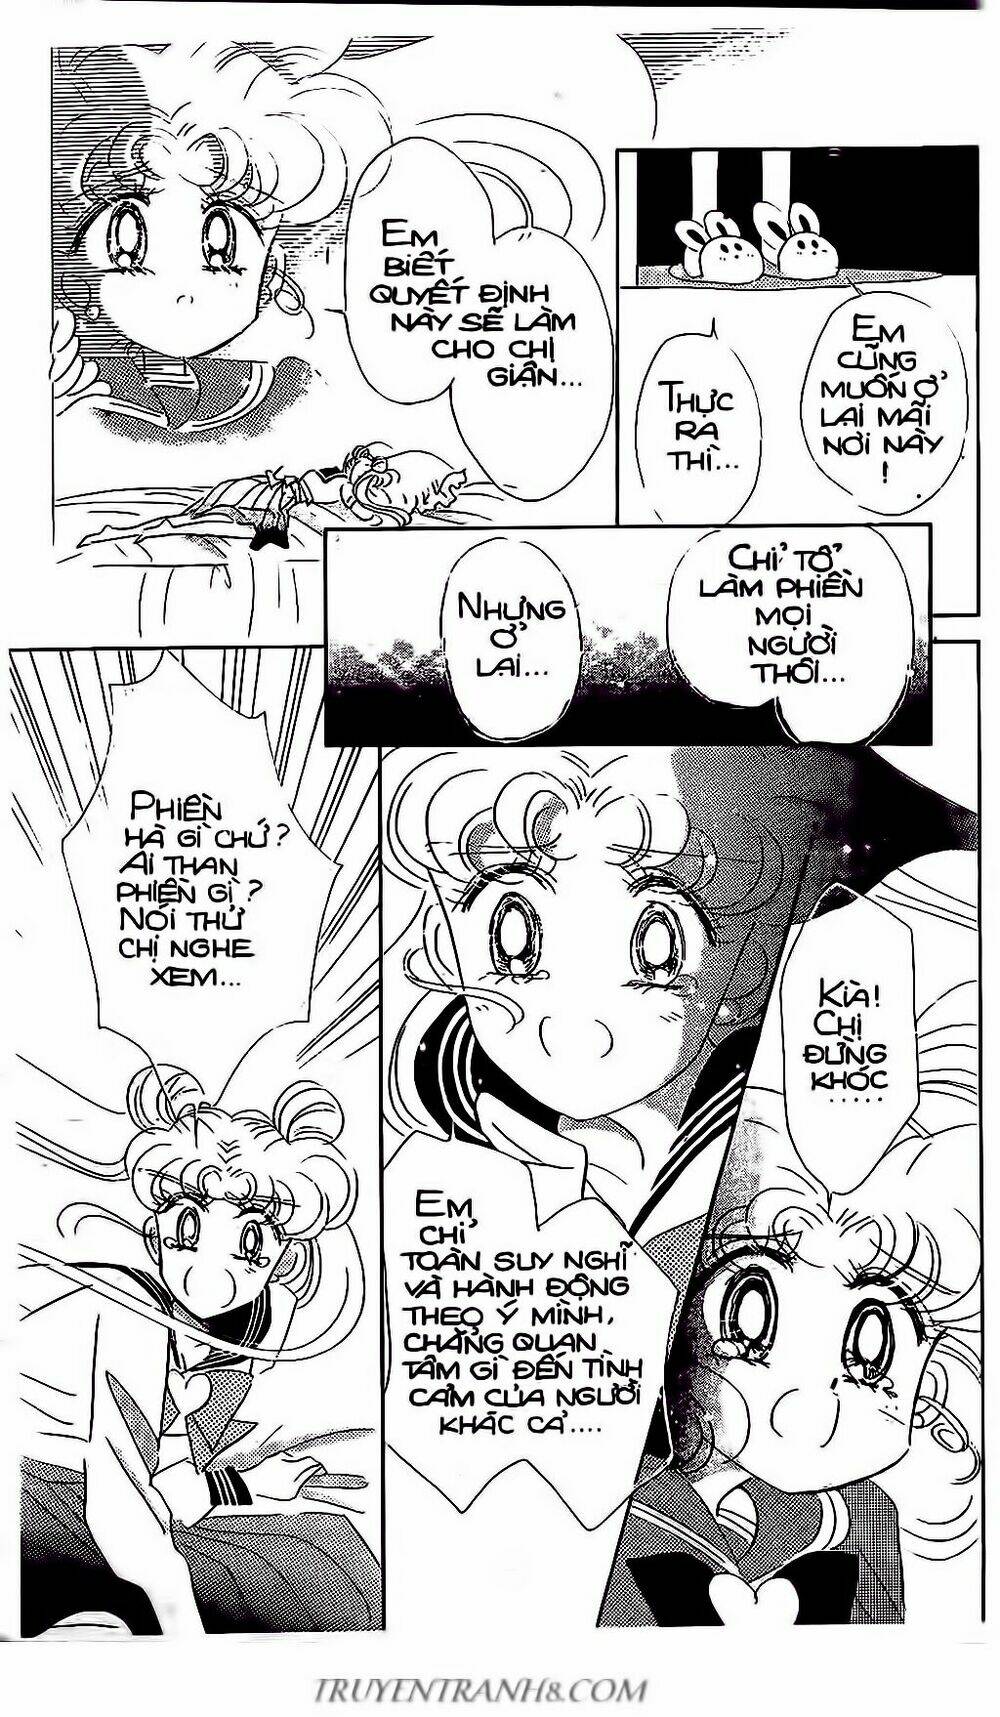 EM
BIẾT
QUYẾT ĐỊNH
NÀY SẼ LÀM
CHO CHỊ
GIẬN...
THỰC
RA
THÌ...
EM
CŨNG
MUỐN Ở
LẠI MÃI
NƠI NÀY
!
NHƯNG
Ở
LẠI...
CHỈ TỔ
LÀM PHIỀN
MỌI
NGƯỜI
THÔI...
PHIỀN
HÀ GÌ CHỨ?
AI THAN
PHIỀN GÌ?
NÓI THỬ
CHỊ NGHE
XEM...
EM
CHỈ
TOÀN SUY NGHĨ
VÀ HÀNH ĐỘNG
THEO Ý MÌNH,
CHẲNG QUAN
TÂM GÌ ĐẾN TÌNH
CẢM CỦA NGƯỜI
KHÁC CẢ....
KIÀ!
CHỊ
ĐỪNG
KHÓC
.....
TRUYENTRANH8.COM